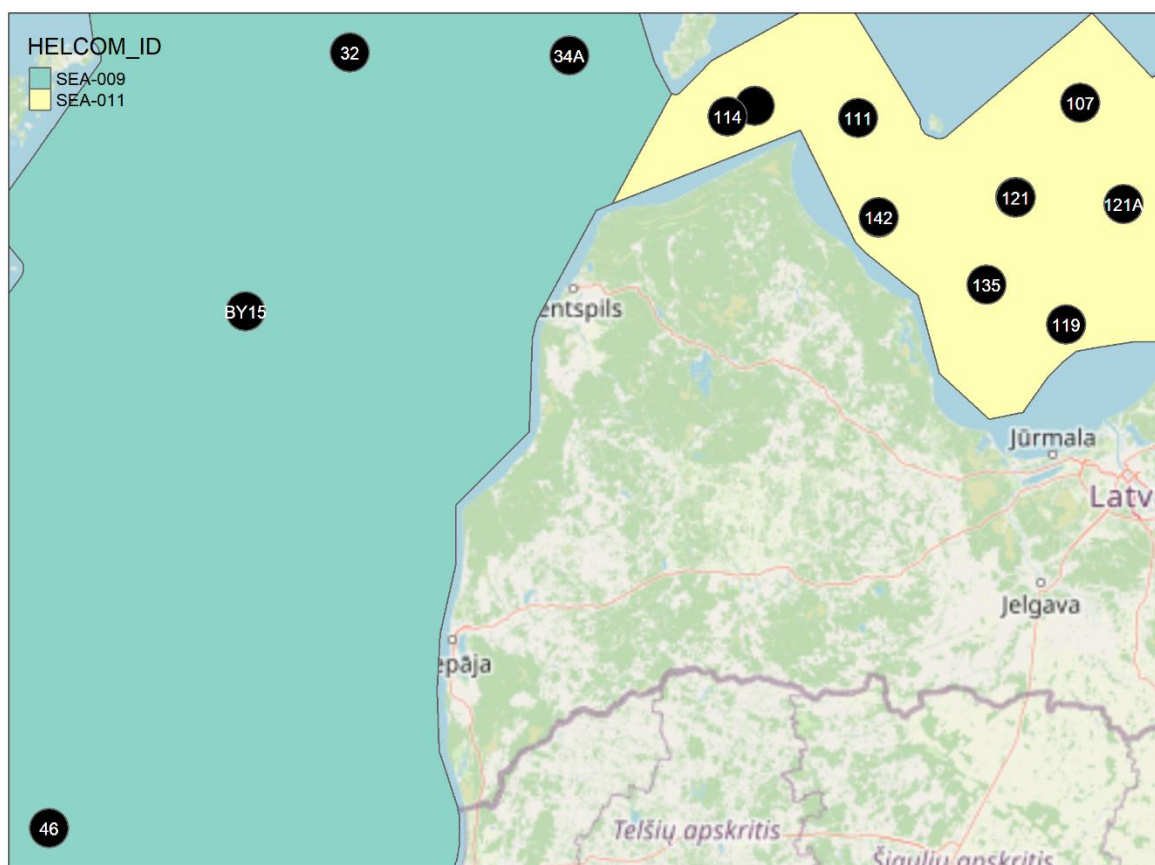 HELCOM_ID
SEA-009
SEA-011
32
34A
107
114
111
121
121A
142
135
BY15
entspils
119
Jūrmala
Latv
Jelgava
epāja
46
Telšių apskritis
Šiaulių apskritis